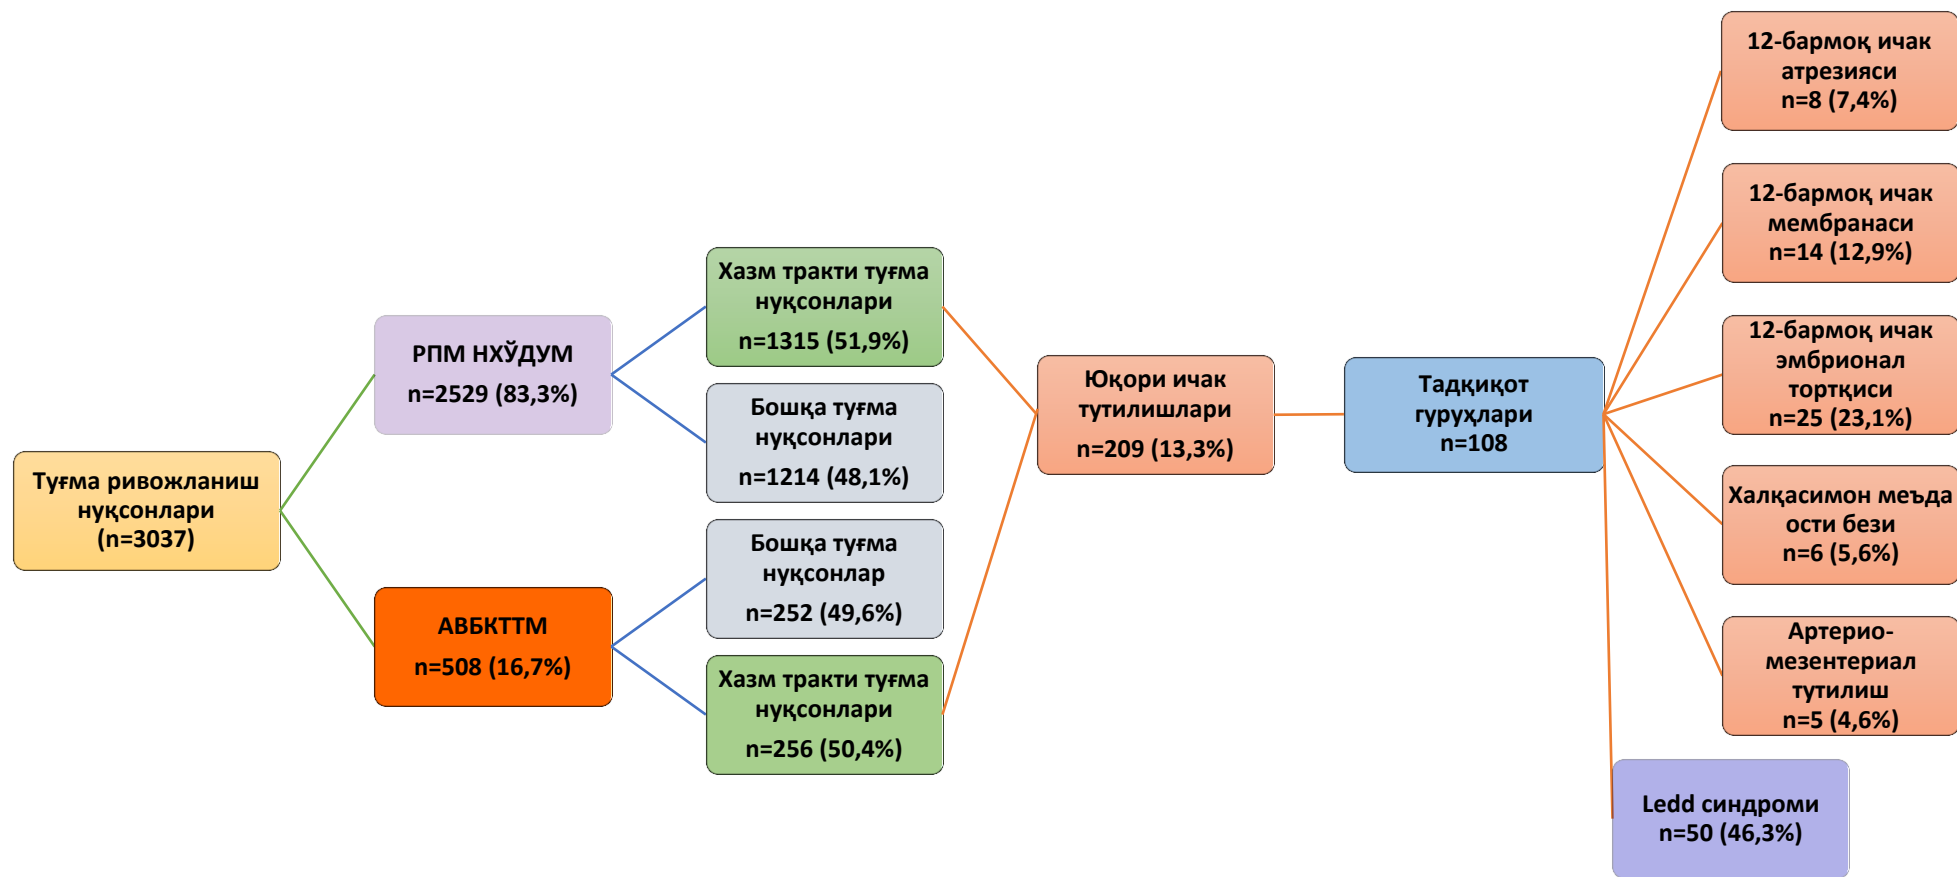 Туғма ривожланиш
нуқсонлари
(n=3037)
РПМ НХЎДУМ
n=2529 (83,3%)
АВБКТТМ
n=508 (16,7%)
Хазм тракти туғма
нуқсонлари
n=1315 (51,9%)
Бошқа туғма
нуқсонлари
n=1214 (48,1%)
Бошқа туғма
нуқсонлар
n=252 (49,6%)
Хазм тракти туғма
нуқсонлари
n=256 (50,4%)
Юқори ичак
тутилишлари
n=209 (13,3%)
Тадқиқот
гуруҳлари
n=108
12-бармоқ ичак
атрезияси
n=8 (7,4%)
12-бармоқ ичак
мембранаси
n=14 (12,9%)
12-бармоқ ичак
эмбрионал
тортқиси
n=25 (23,1%)
Халқасимон меъда
ости бези
n=6 (5,6%)
Артерио-
мезентериал
тутилиш
n=5 (4,6%)
Ledd синдроми
n=50 (46,3%)